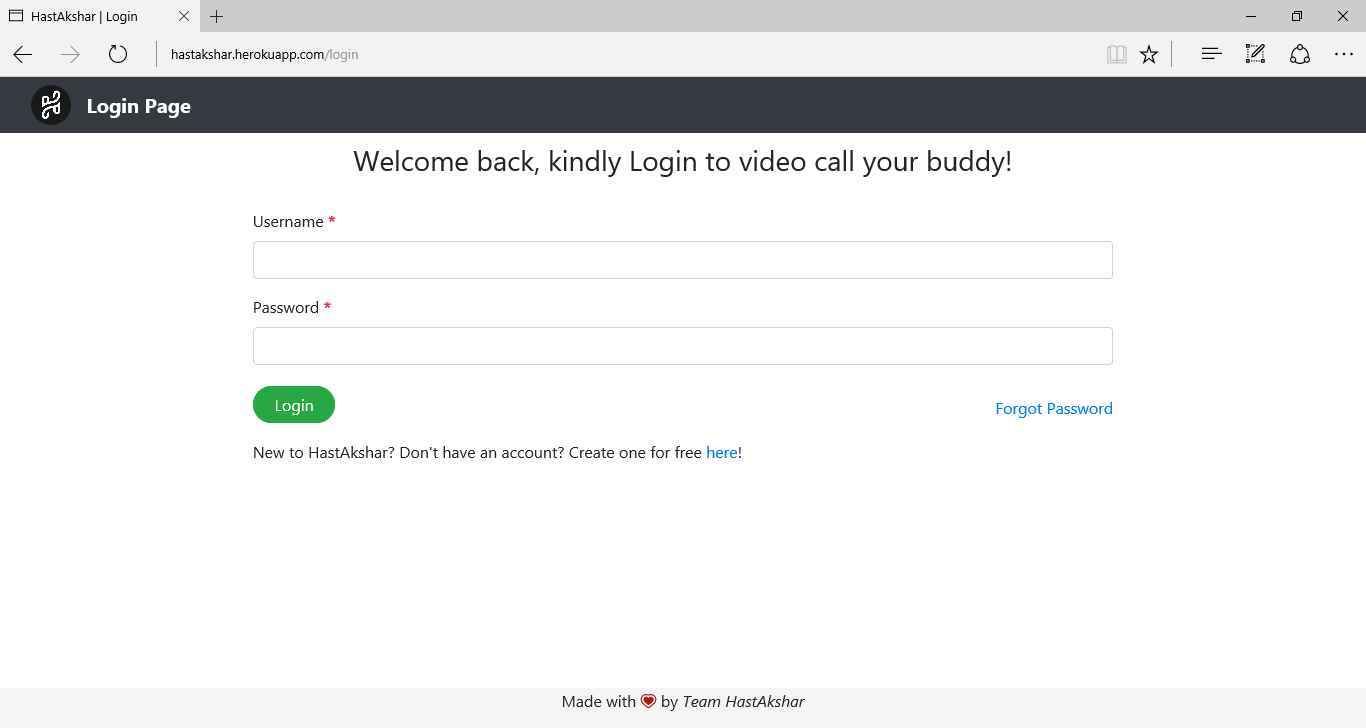 HastAkshar | Login
hastakshar.herokuapp.com/login
Login Page
Welcome back, kindly Login to video call your buddy!
Username *
Password *
Login
Forgot Password
New to HastAkshar? Don't have an account? Create one for free here!
Made with ❤ by Team HastAkshar